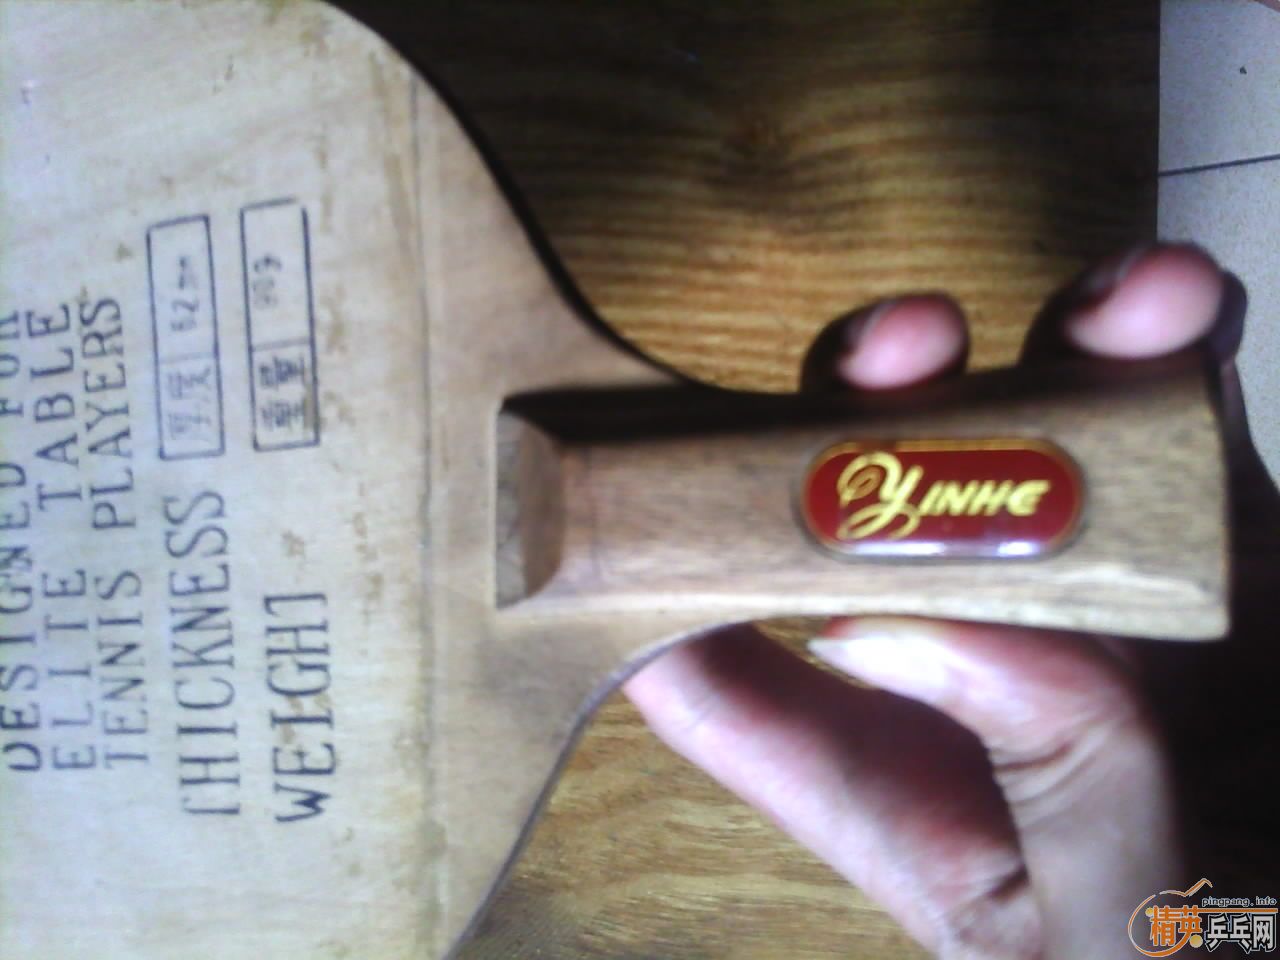 DESIGNED FOR
ELITE TABLE
TENNIS PLAYERS
THICKNESS 厚度
WEIGHT 重量
YINHE
pingpang.info
精英乒乓网